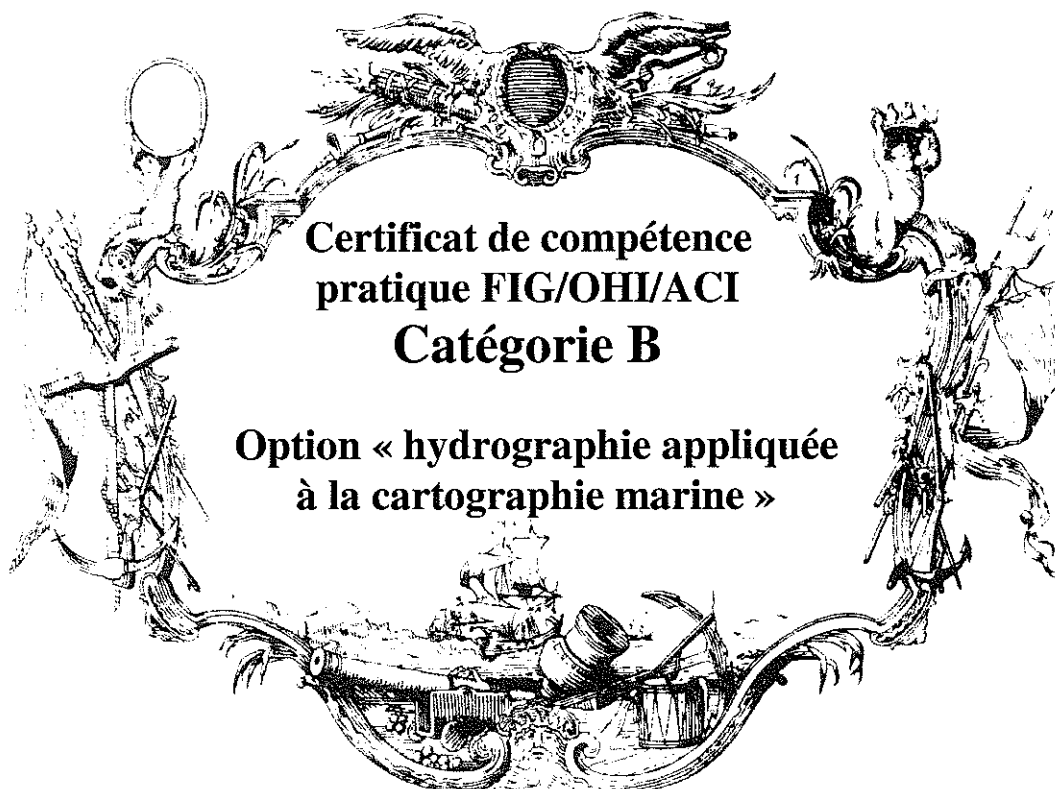 Certificat de compétence
pratique FIG/OHI/ACI
Catégorie B
Option « hydrographie appliquée
à la cartographie marine »